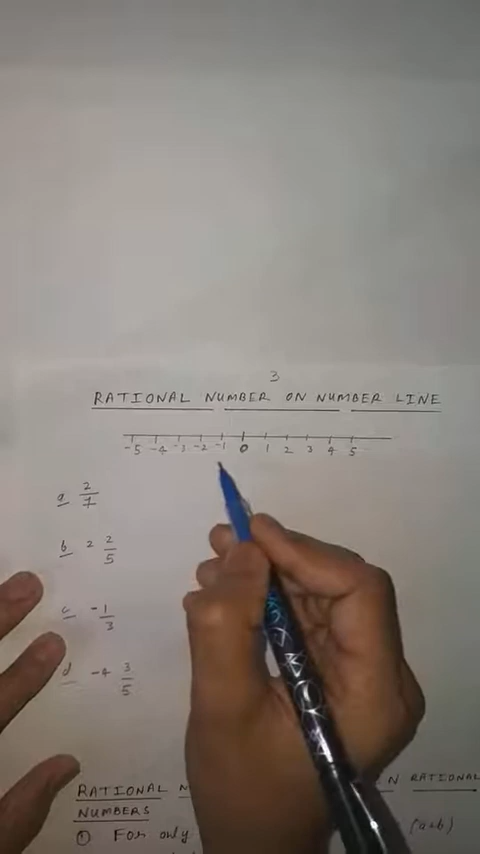 3
RATIONAL NUMBER ON NUMBER LINE
-5 -4 -3 -2 -1 0 1 2 3 4 5
a 2/7
b 2 2/5
c -1/3
d -4 3/5
RATIONAL N RATIONAL
NUMBERS
① For only (a=b)